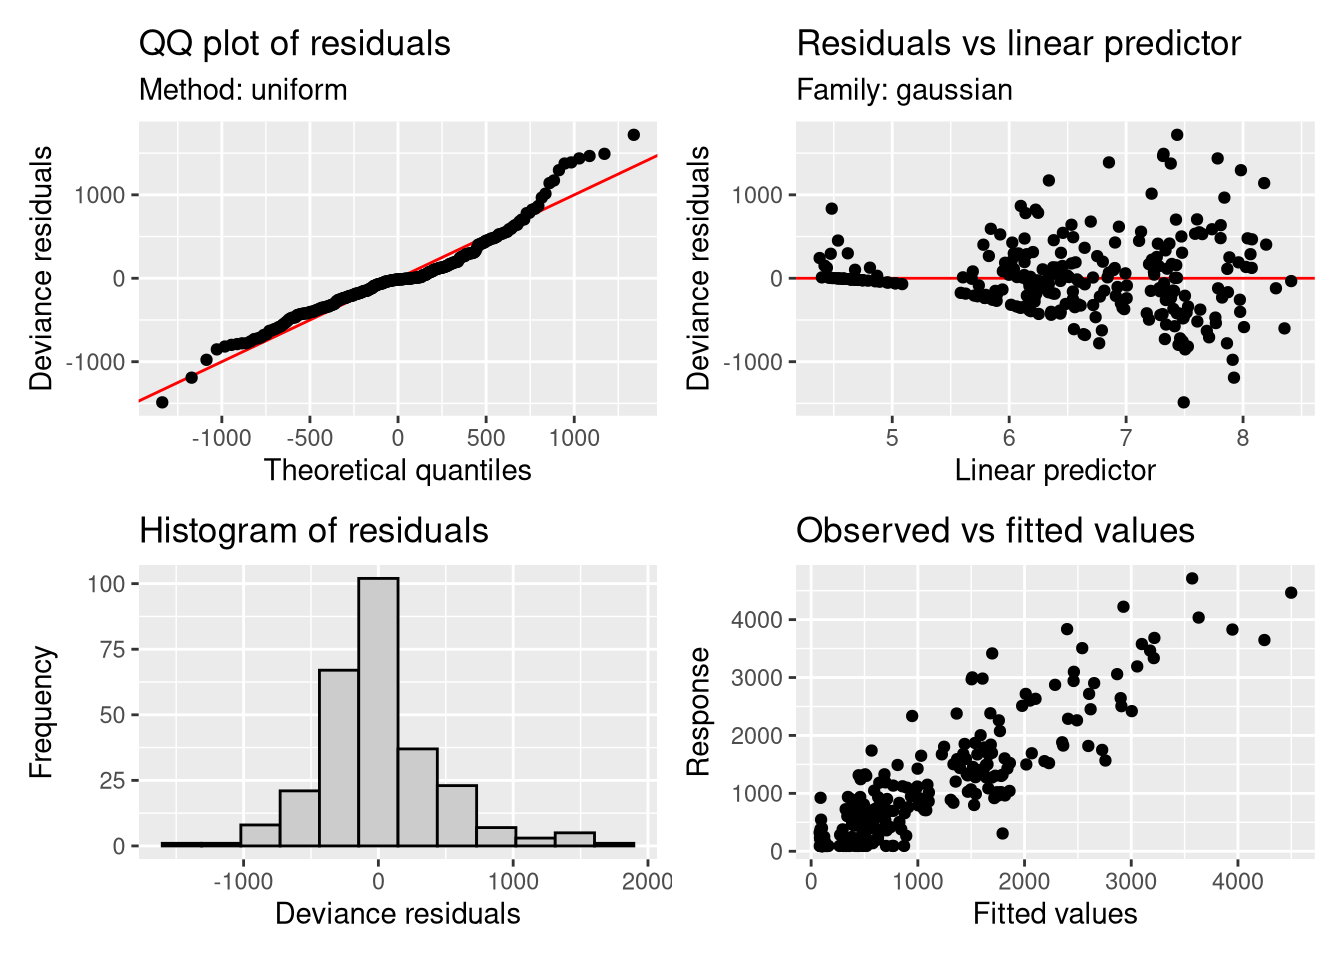 QQ plot of residuals
Method: uniform
Deviance residuals
1000
0
-1000
-1000 -500 0 500 1000
Theoretical quantiles
Residuals vs linear predictor
Family: gaussian
Deviance residuals
1000
0
-1000
5 6 7 8
Linear predictor
Histogram of residuals
Frequency
100
75
50
25
0
-1000 0 1000 2000
Deviance residuals
Observed vs fitted values
Response
4000
3000
2000
1000
0
0 1000 2000 3000 4000
Fitted values